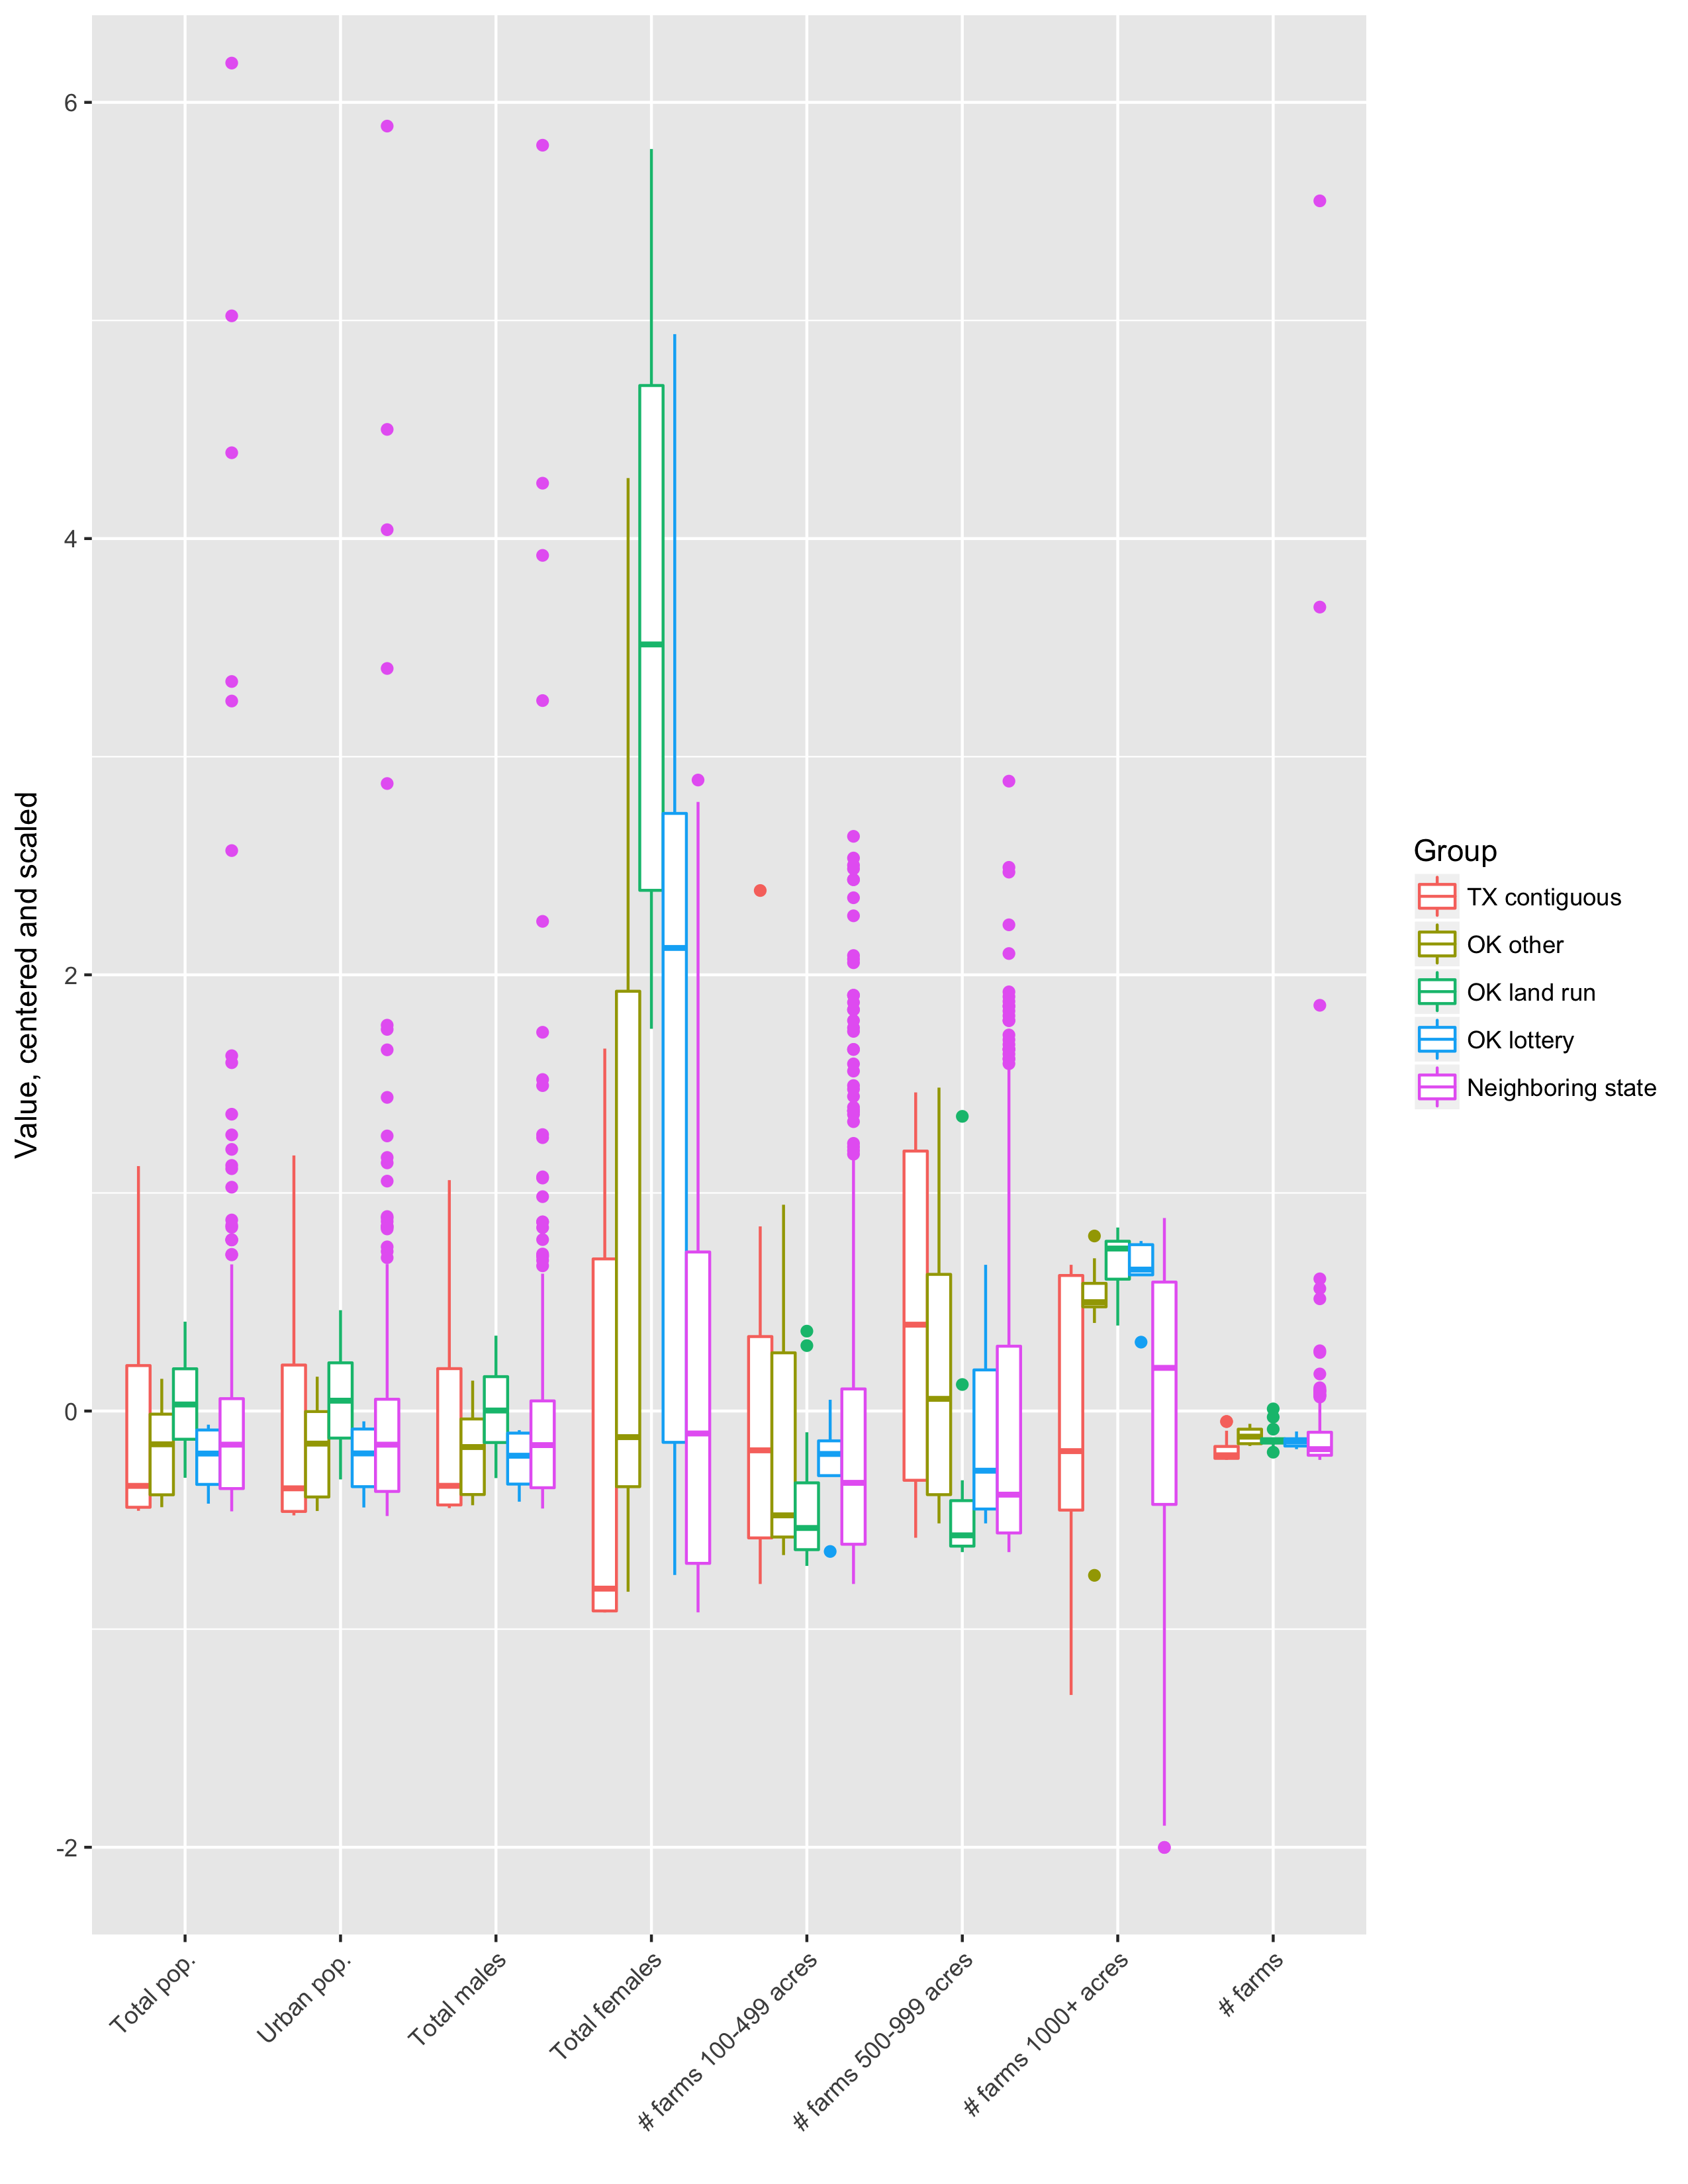 Value, centered and scaled
6
4
2
0
-2
Total pop.
Urban pop.
Total males
Total females
# farms 100-499 acres
# farms 500-999 acres
# farms 1000+ acres
# farms
Group
TX contiguous
OK other
OK land run
OK lottery
Neighboring state